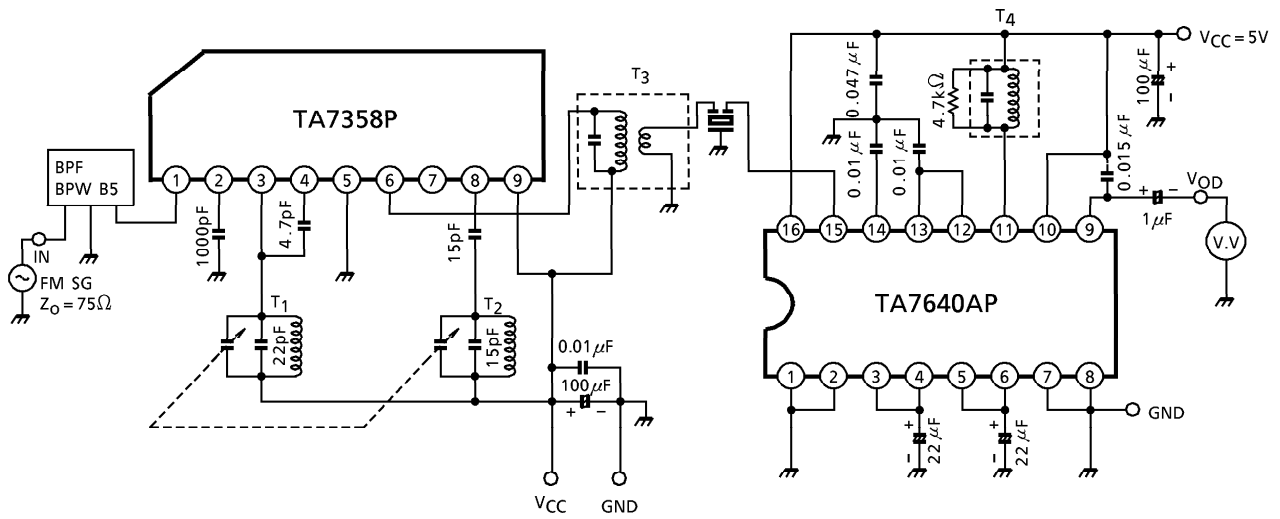 T4
VCC=5V
T3
0.047μF
4.7kΩ
100μF
+
-
TA7358P
BPF
BPW B5
1 2 3 4 5 6 7 8 9
0.01μF
0.01μF
0.015μF
VOD
+ -
1μF
1000pF
4.7pF
15pF
16 15 14 13 12 11 10 9
V.V
IN
FM SG
Zo=75Ω
TA7640AP
T1
T2
22pF
15pF
0.01μF
100μF
+ -
1 2 3 4 5 6 7 8
GND
+
-
22μF
+
-
22μF
VCC
GND